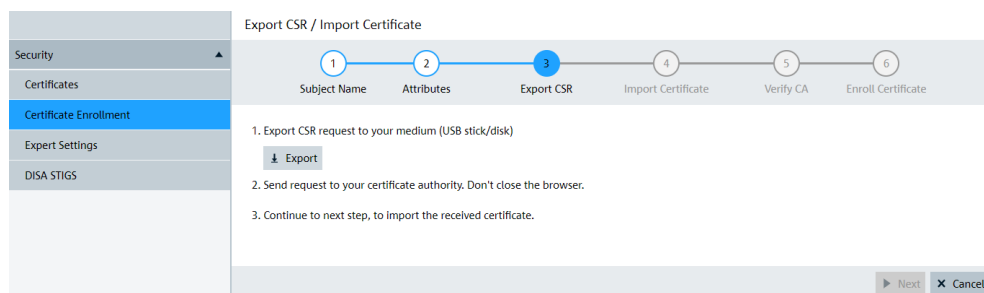 Export CSR / Import Certificate
Security
Certificates
Certificate Enrollment
Expert Settings
DISA STIGS
1 2 3 4 5 6
Subject Name Attributes Export CSR Import Certificate Verify CA Enroll Certificate
1. Export CSR request to your medium (USB stick/disk)
Export
2. Send request to your certificate authority. Don't close the browser.
3. Continue to next step, to import the received certificate.
Next Cancel